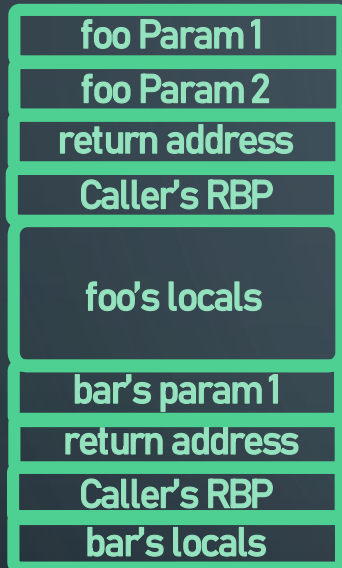 foo Param 1
foo Param 2
return address
Caller's RBP
foo's locals
bar's param 1
return address
Caller's RBP
bar's locals